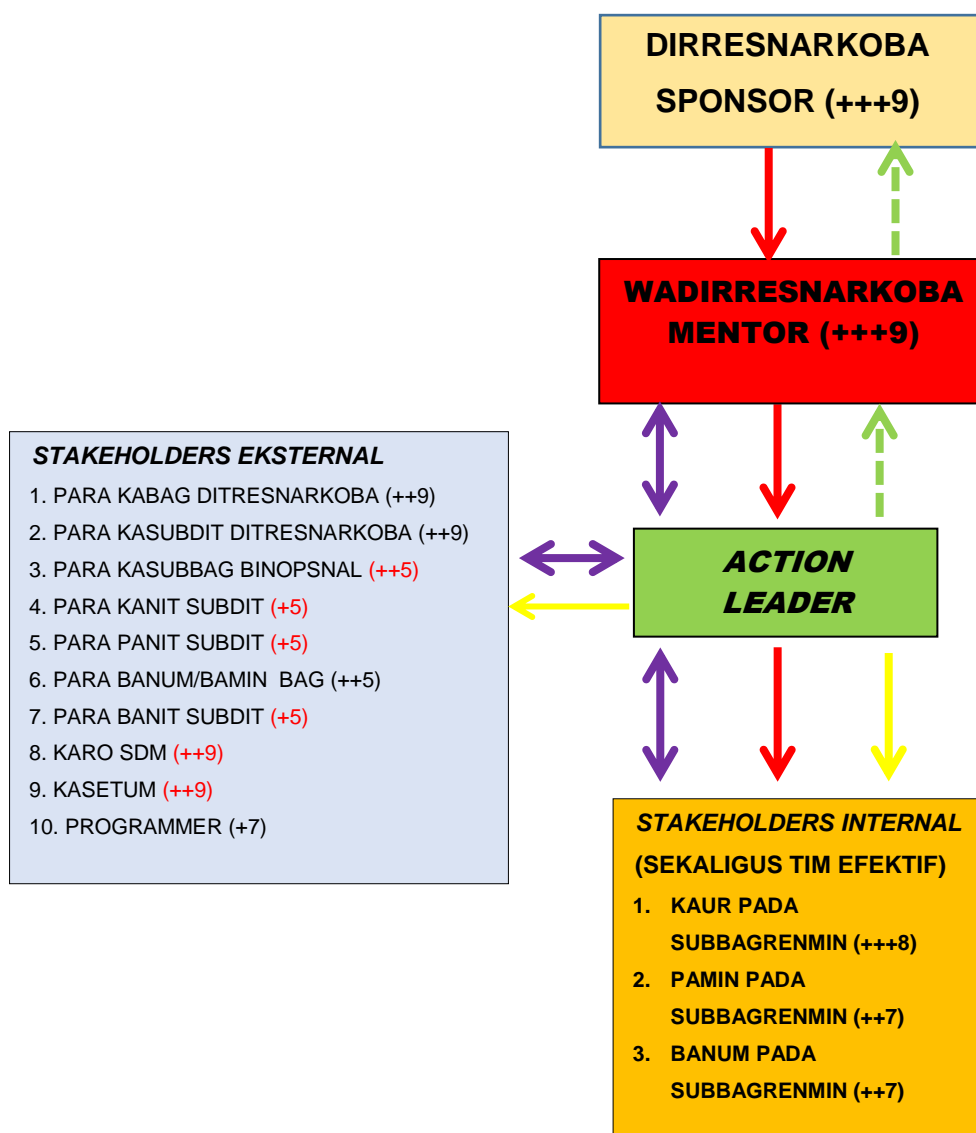 DIRRESNARKOBA
SPONSOR (+++9)
WADIRRESNARKOBA
MENTOR (+++9)
STAKEHOLDERS EKSTERNAL
1. PARA KABAG DITRESNARKOBA (++9)
2. PARA KASUBDIT DITRESNARKOBA (++9)
3. PARA KASUBBAG BINOPSNAL (++5)
4. PARA KANIT SUBDIT (+5)
5. PARA PANIT SUBDIT (+5)
6. PARA BANUM/BAMIN BAG (++5)
7. PARA BANIT SUBDIT (+5)
8. KARO SDM (++9)
9. KASETUM (++9)
10. PROGRAMMER (+7)
ACTION
LEADER
STAKEHOLDERS INTERNAL
(SEKALIGUS TIM EFEKTIF)
1. KAUR PADA
SUBBAGRENMIN (+++8)
2. PAMIN PADA
SUBBAGRENMIN (++7)
3. BANUM PADA
SUBBAGRENMIN (++7)